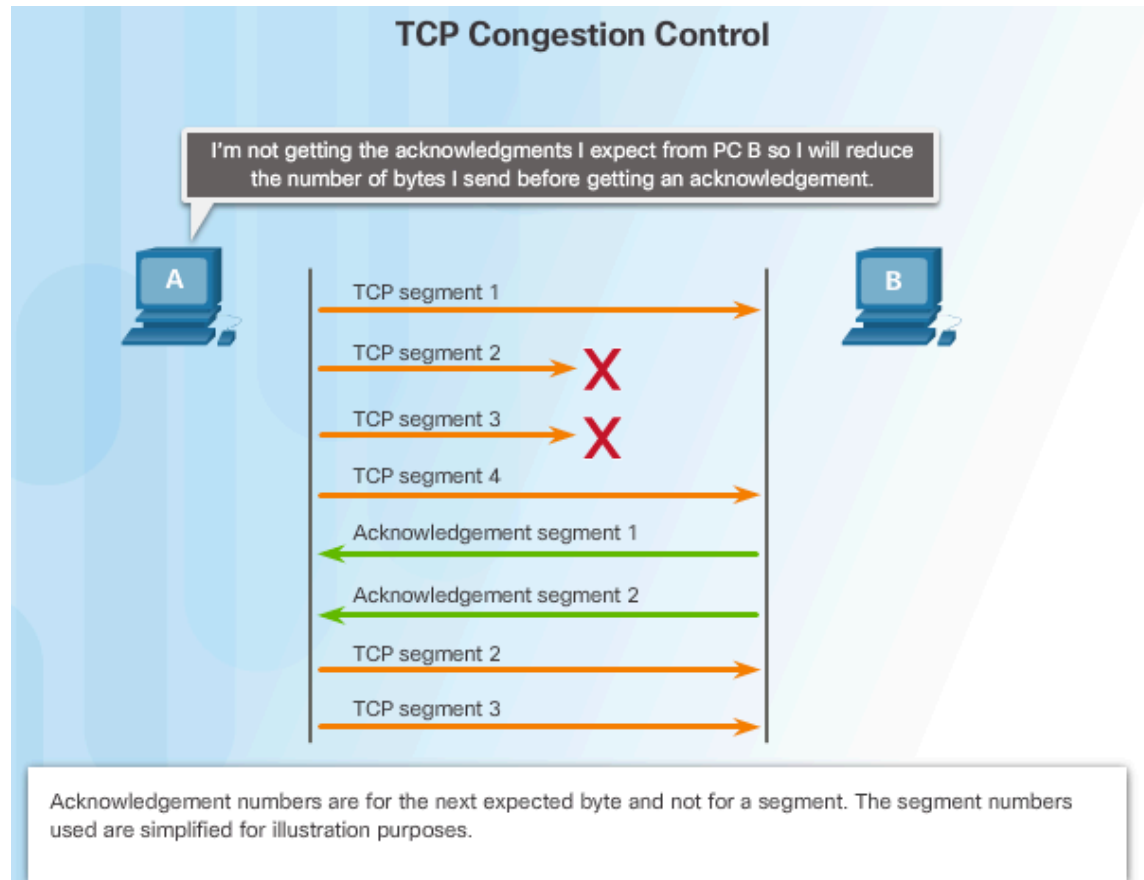 TCP Congestion Control
I'm not getting the acknowledgments I expect from PC B so I will reduce
the number of bytes I send before getting an acknowledgement.
A
B
TCP segment 1
TCP segment 2
X
TCP segment 3
X
TCP segment 4
Acknowledgement segment 1
Acknowledgement segment 2
TCP segment 2
TCP segment 3
Acknowledgement numbers are for the next expected byte and not for a segment. The segment numbers
used are simplified for illustration purposes.